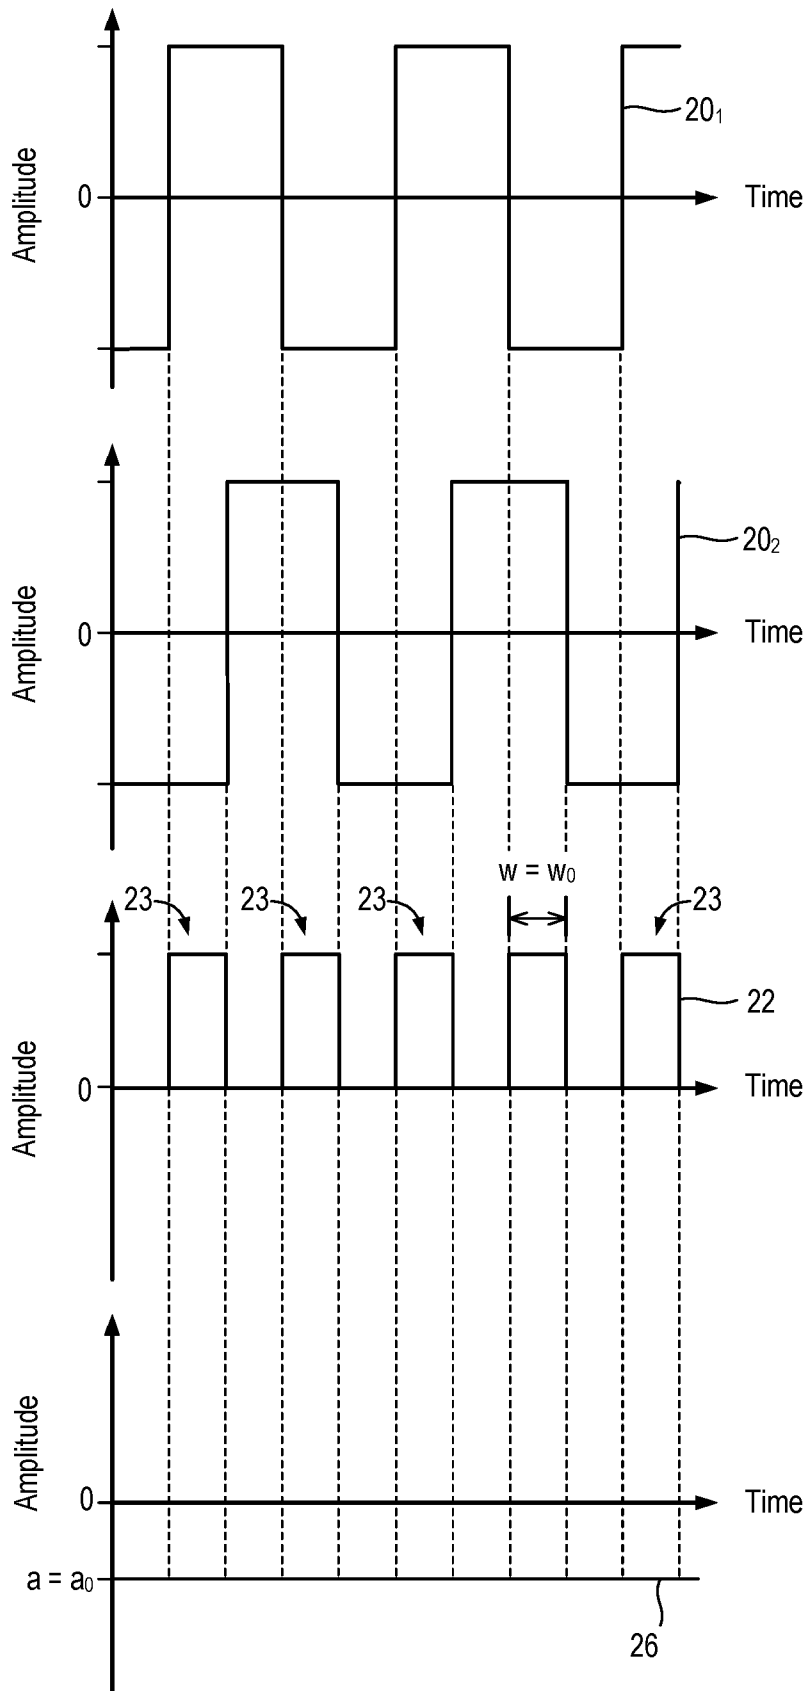 Amplitude
0
Time
20₁
Amplitude
0
Time
20₂
w = w₀
23
23
23
23
Amplitude
0
Time
22
Amplitude
0
Time
a = a₀
26